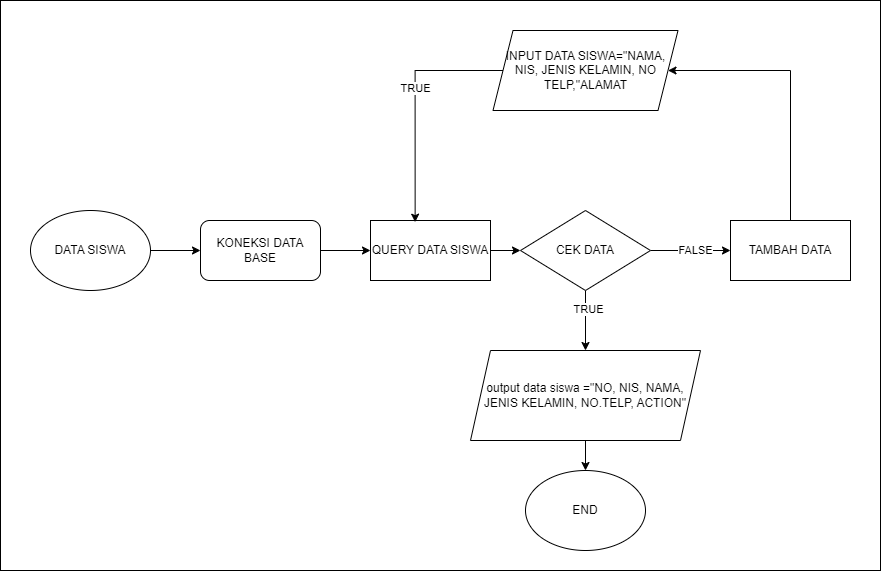 INPUT DATA SISWA="NAMA,
NIS, JENIS KELAMIN, NO
TELP,"ALAMAT
TRUE
DATA SISWA
KONEKSI DATA
BASE
QUERY DATA SISWA
CEK DATA
FALSE
TAMBAH DATA
TRUE
output data siswa ="NO, NIS, NAMA,
JENIS KELAMIN, NO.TELP, ACTION"
END